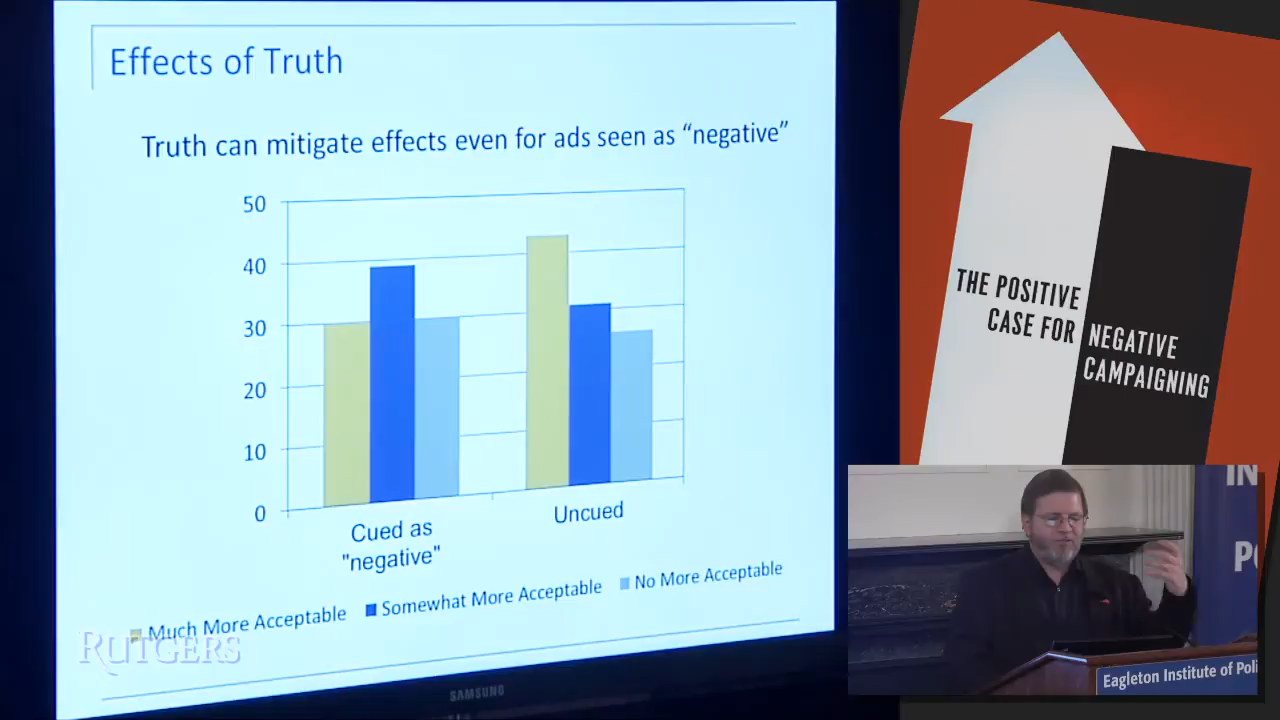 Effects of Truth
Truth can mitigate effects even for ads seen as “negative”
50
40
30
20
10
0
Cued as
"negative"
Uncued
Much More Acceptable
Somewhat More Acceptable
No More Acceptable
RUTGERS
SAMSUNG
THE POSITIVE
CASE FOR
NEGATIVE
CAMPAIGNING
IN
PO
Eagleton Institute of Poli